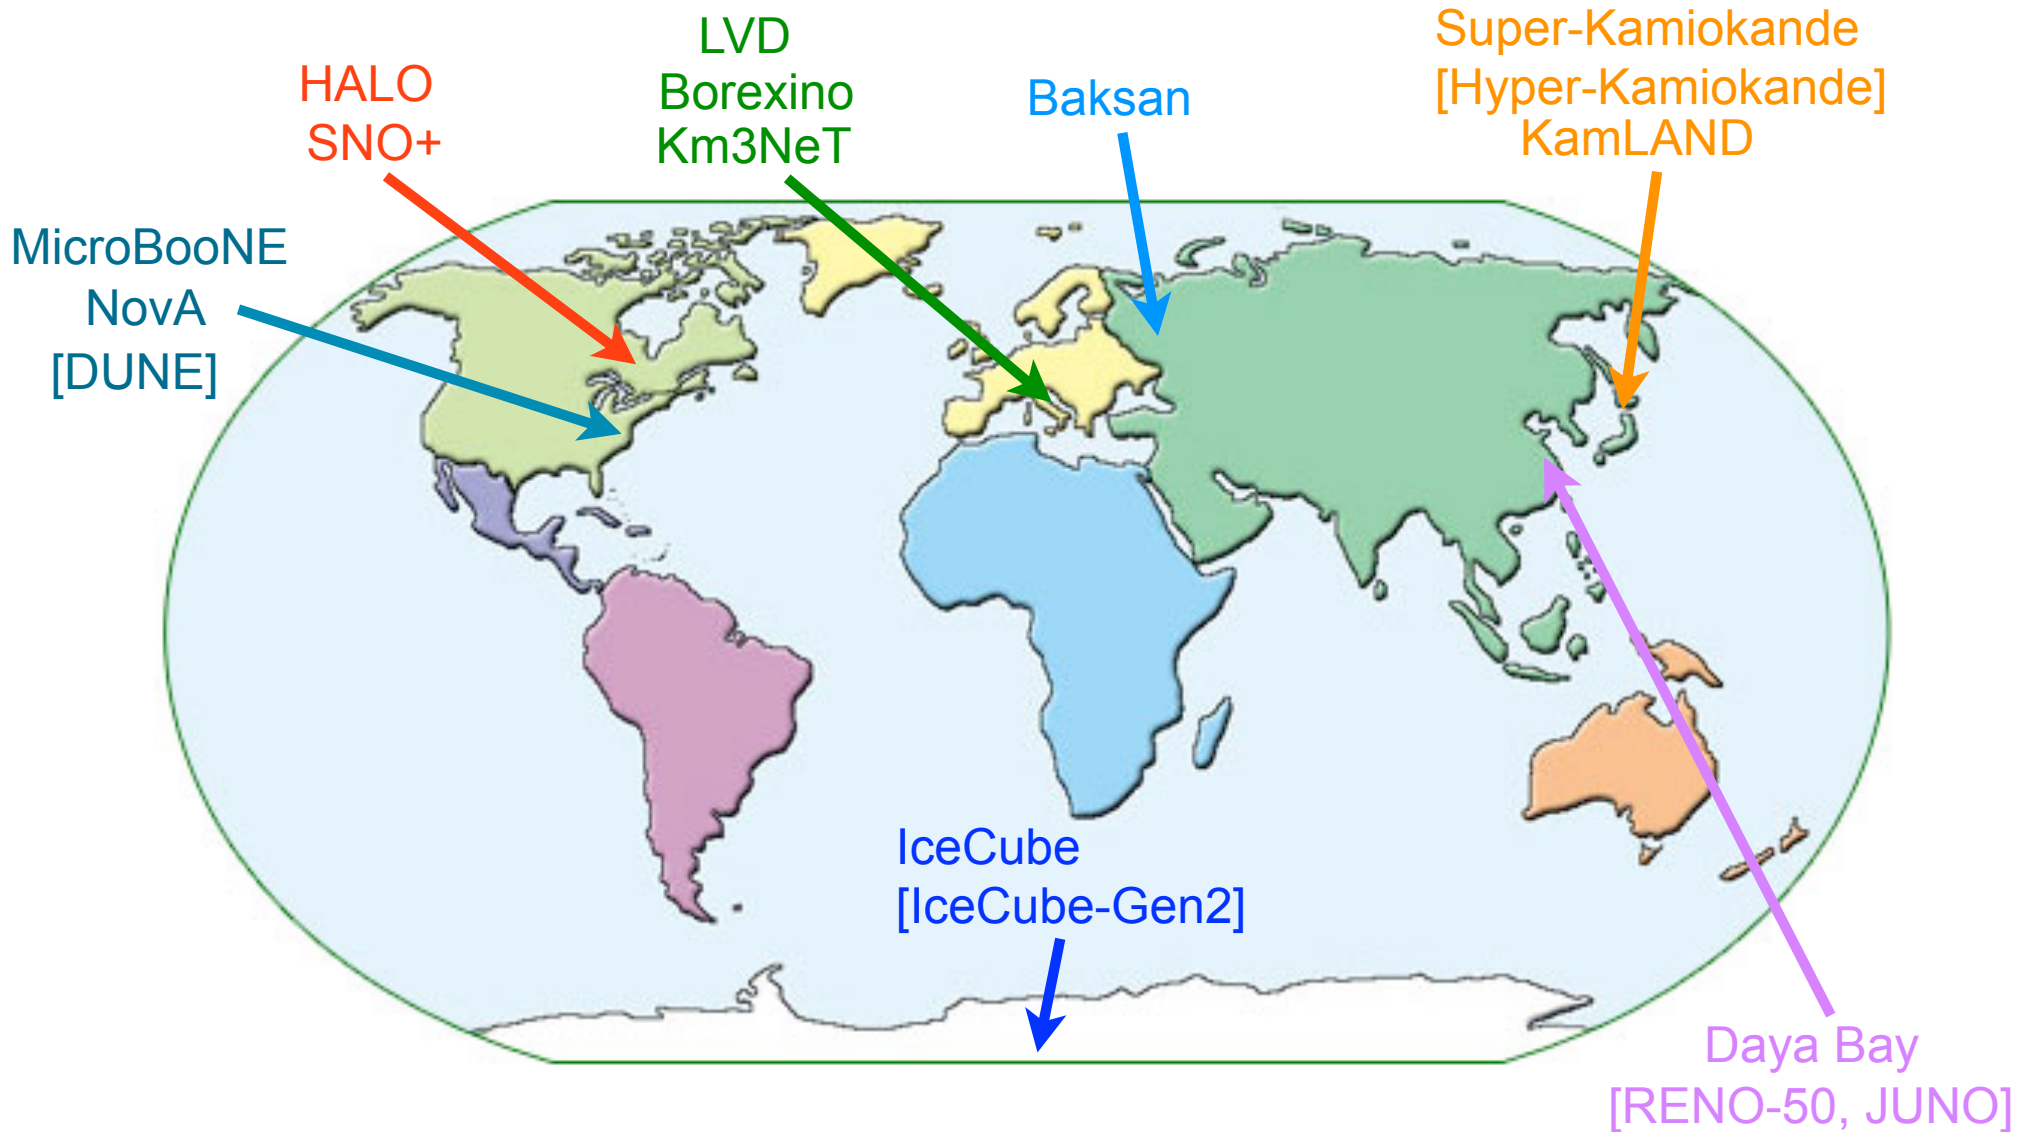 LVD
Borexino
Km3NeT
Super-Kamiokande
[Hyper-Kamiokande]
KamLAND
HALO
SNO+
Baksan
MicroBooNE
NovA
[DUNE]
IceCube
[IceCube-Gen2]
Daya Bay
[RENO-50, JUNO]